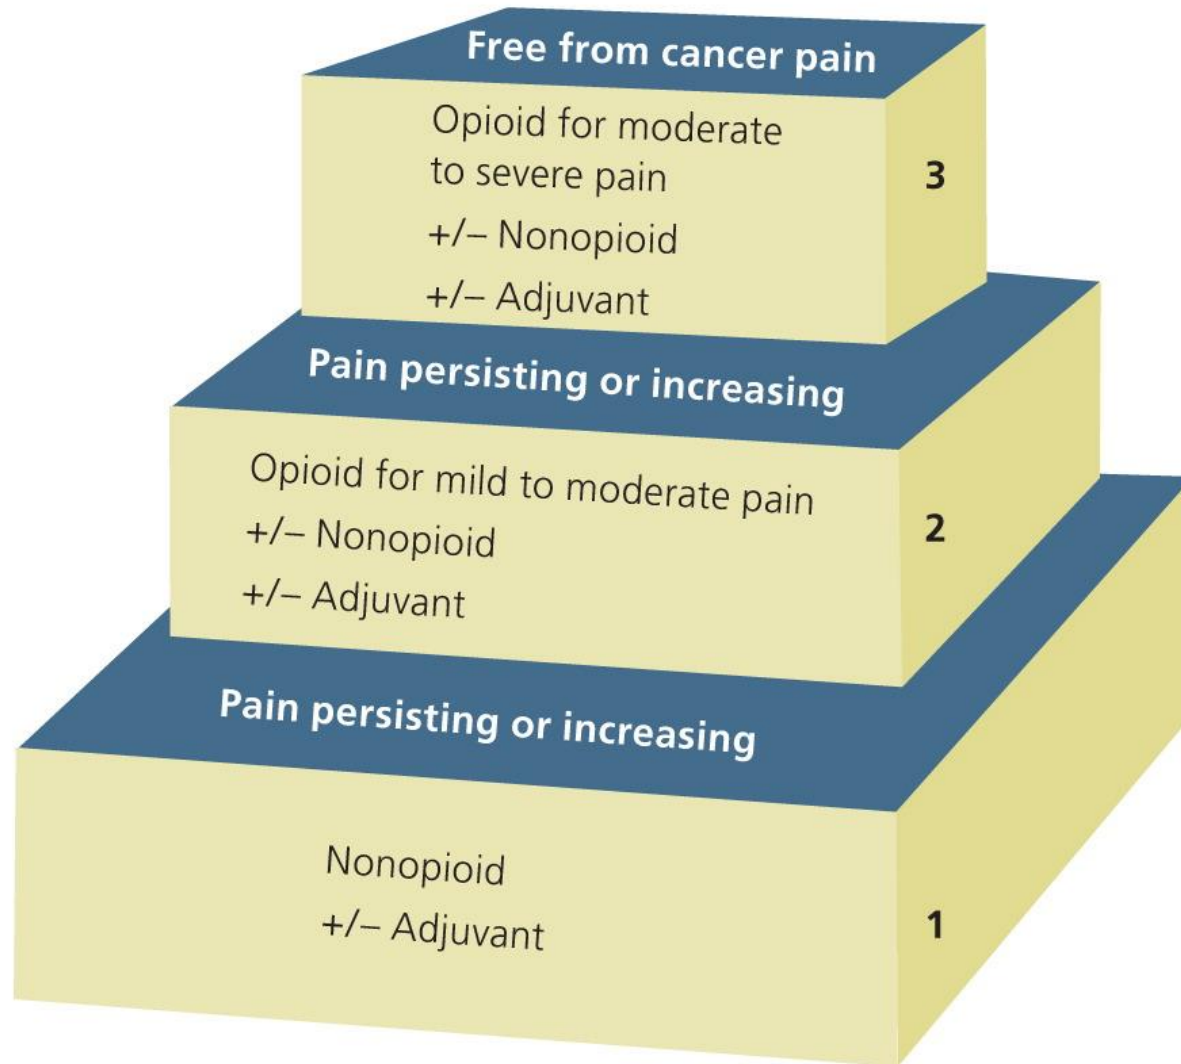 Free from cancer pain
Opioid for moderate
to severe pain
+/– Nonopioid
+/– Adjuvant
3
Pain persisting or increasing
Opioid for mild to moderate pain
+/– Nonopioid
+/– Adjuvant
2
Pain persisting or increasing
Nonopioid
+/– Adjuvant
1